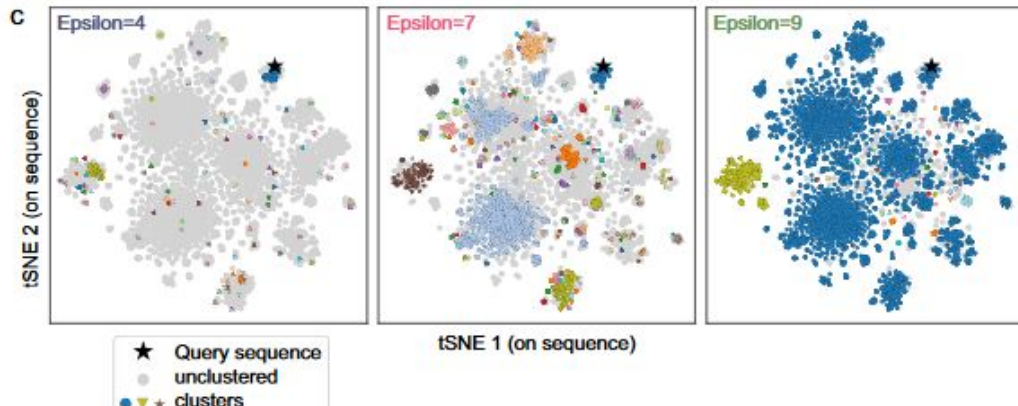 C
Epsilon=4
Epsilon=7
Epsilon=9
tSNE 2 (on sequence)
tSNE 1 (on sequence)
Query sequence
unclustered
clusters